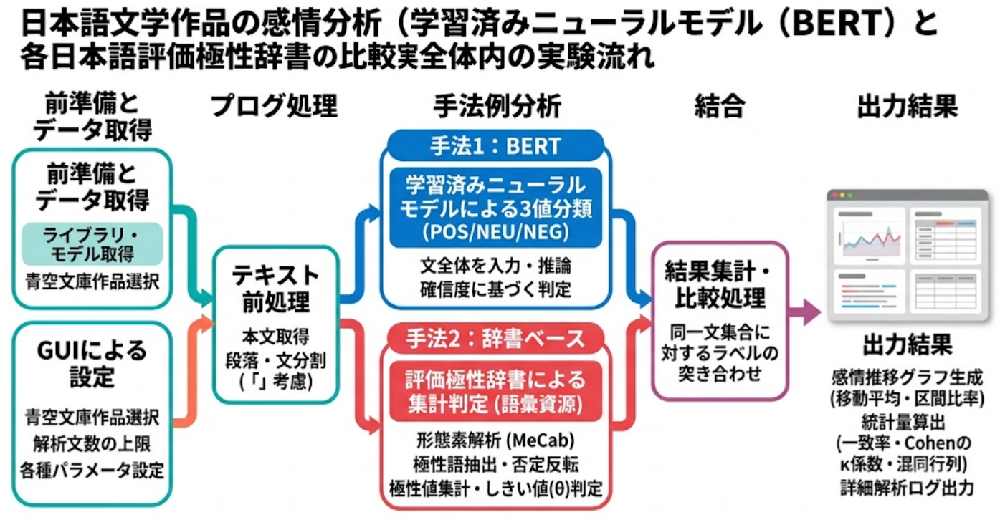 日本語文学作品の感情分析（学習済みニューラルモデル（BERT）と
各日本語評価極性辞書の比較実全体内の実験流れ
前準備と
データ取得
プログ処理
手法例分析
結合
出力結果
前準備と
データ取得
ライブラリ・
モデル取得
青空文庫作品選択
GUIによる
設定
青空文庫作品選択
解析文数の上限
各種パラメータ設定
テキスト
前処理
本文取得
段落・文分割
(「」考慮)
手法1：BERT
学習済みニューラル
モデルによる3値分類
(POS/NEU/NEG)
文全体を入力・推論
確信度に基づく判定
手法2：辞書ベース
評価極性辞書による
集計判定 (語彙資源)
形態素解析 (MeCab)
極性語抽出・否定反転
極性値集計・しきい値(θ)判定
結果集計・
比較処理
同一文集合に
対するラベルの
突き合わせ
出力結果
感情推移グラフ生成
(移動平均・区間比率)
統計量算出
(一致率・Cohenの
κ係数・混同行列)
詳細解析ログ出力